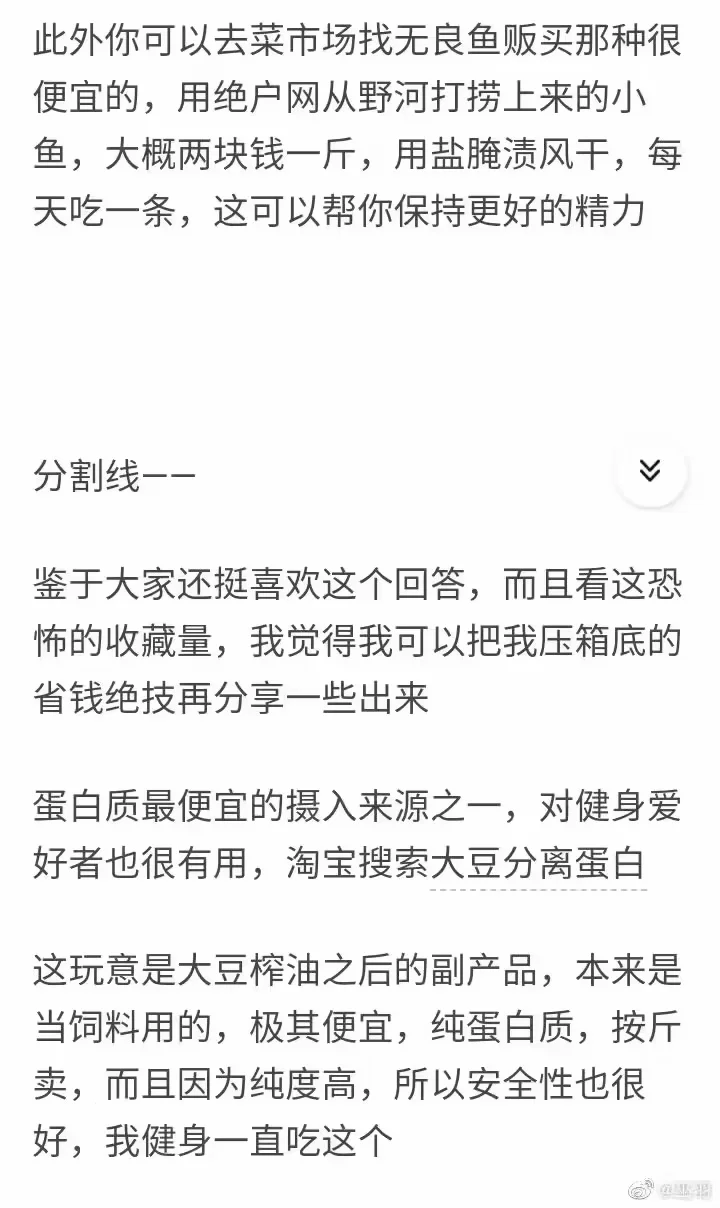 此外你可以去菜市场找无良鱼贩买那种很
便宜的，用绝户网从野河打捞上来的小
鱼，大概两块钱一斤，用盐腌渍风干，每
天吃一条，这可以帮你保持更好的精力
分割线——
鉴于大家还挺喜欢这个回答，而且看这恐
怖的收藏量，我觉得我可以把我压箱底的
省钱绝技再分享一些出来
蛋白质最便宜的摄入来源之一，对健身爱
好者也很有用，淘宝搜索大豆分离蛋白
这玩意是大豆榨油之后的副产品，本来是
当饲料用的，极其便宜，纯蛋白质，按斤
卖，而且因为纯度高，所以安全性也很
好，我健身一直吃这个